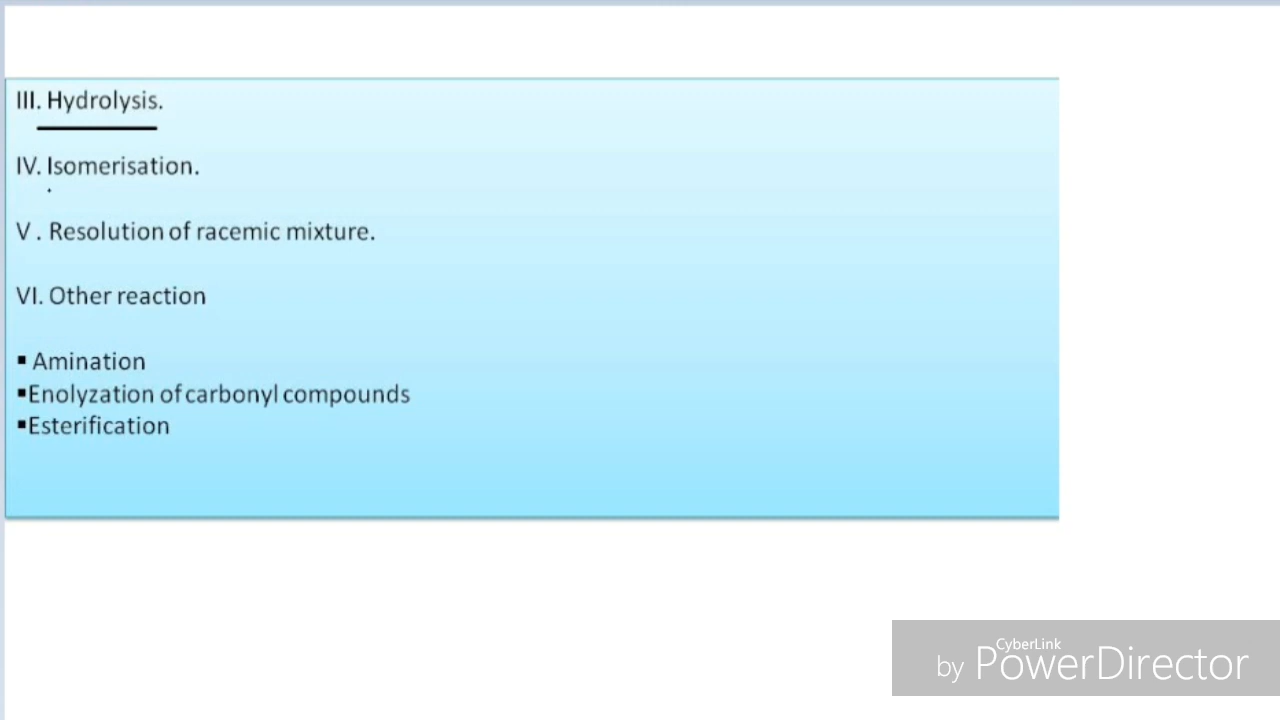 III. Hydrolysis.
IV. Isomerisation.
V . Resolution of racemic mixture.
VI. Other reaction
▪ Amination
▪Enolyzation of carbonyl compounds
▪Esterification
CyberLink
by PowerDirector